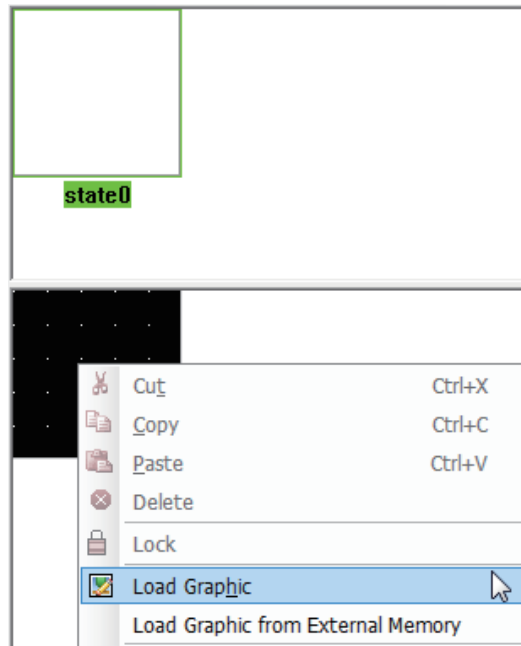 state0
Cut Ctrl+X
Copy Ctrl+C
Paste Ctrl+V
Delete
Lock
Load Graphic
Load Graphic from External Memory